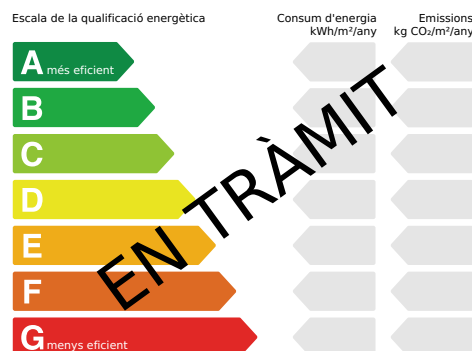 Escala de la qualificació energètica
Consum d'energia
kWh/m²/any
Emissions
kg CO₂/m²/any
A més eficient
B
C
D
E
F
G menys eficient
EN TRÀMIT